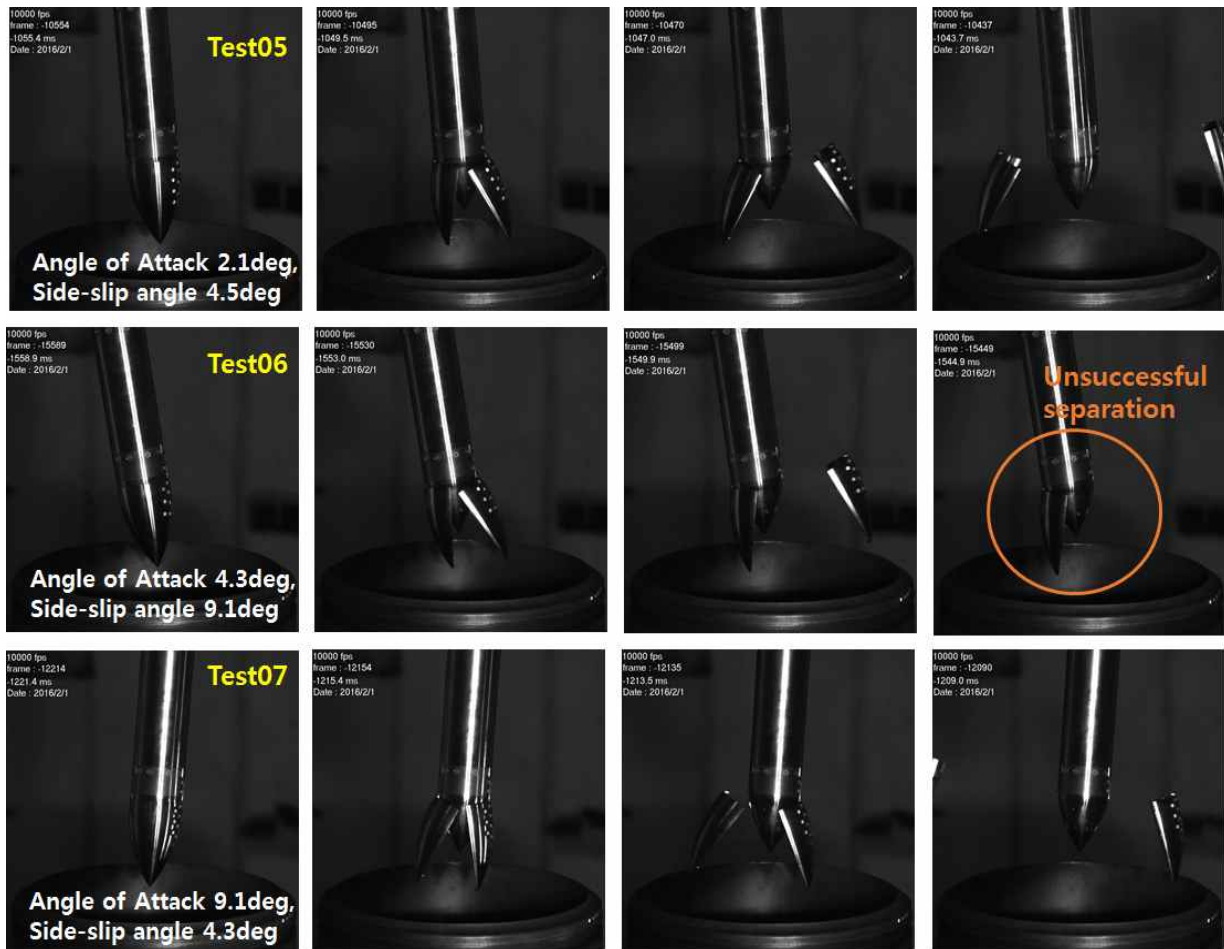 10000 fps
frame : -10554
-1055.4 ms
Date : 2016/2/1
Test05
Angle of Attack 2.1deg,
Side-slip angle 4.5deg
10000 fps
frame : -10495
-1049.5 ms
Date : 2016/2/1
10000 fps
frame : -10470
-1047.0 ms
Date : 2016/2/1
10000 fps
frame : -10437
-1043.7 ms
Date : 2016/2/1
10000 fps
frame : -15589
-1558.9 ms
Date : 2016/2/1
Test06
Angle of Attack 4.3deg,
Side-slip angle 9.1deg
10000 fps
frame : -15530
-1553.0 ms
Date : 2016/2/1
10000 fps
frame : -15499
-1549.9 ms
Date : 2016/2/1
10000 fps
frame : -15449
-1544.9 ms
Date : 2016/2/1
Unsuccessful
separation
10000 fps
frame : -12214
-1221.4 ms
Date : 2016/2/1
Test07
Angle of Attack 9.1deg,
Side-slip angle 4.3deg
10000 fps
frame : -12154
-1215.4 ms
Date : 2016/2/1
10000 fps
frame : -12135
-1213.5 ms
Date : 2016/2/1
10000 fps
frame : -12090
-1209.0 ms
Date : 2016/2/1